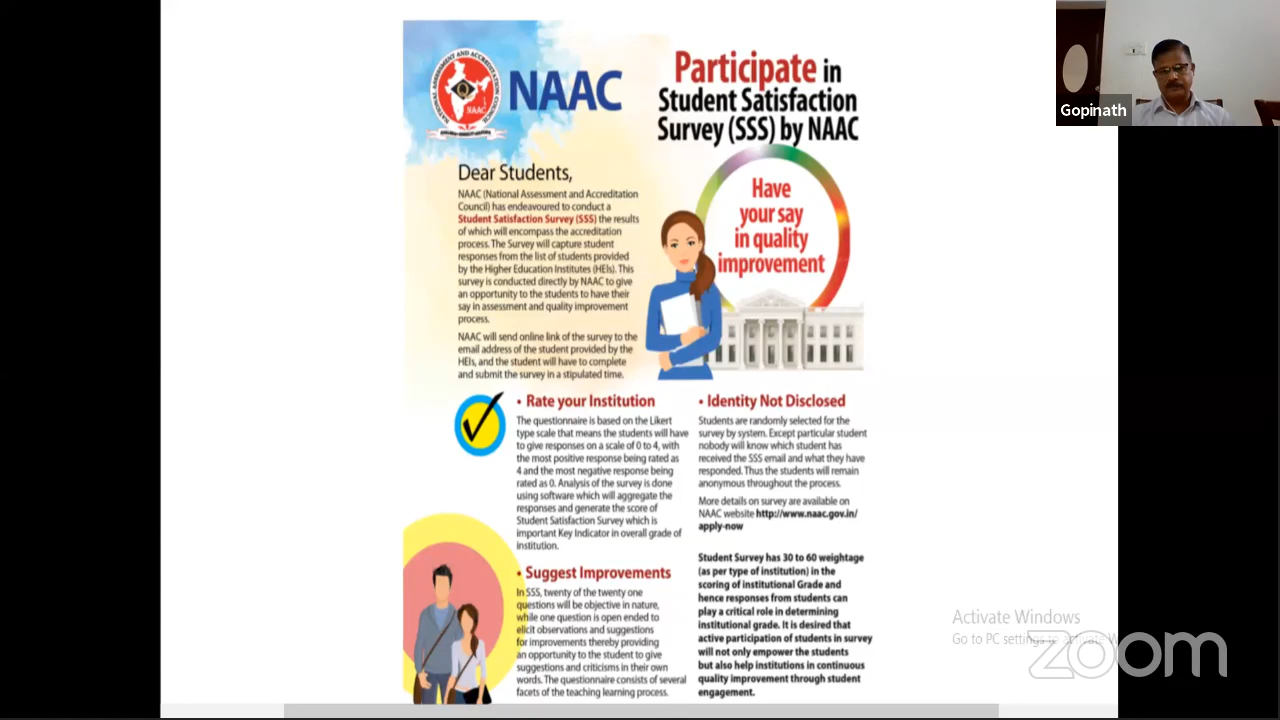 NAAC
NAAC
Participate in
Student Satisfaction
Survey (SSS) by NAAC
Dear Students,
NAAC (National Assessment and Accreditation
Council) has endeavoured to conduct a
Student Satisfaction Survey (SSS) the results
of which will encompass the accreditation
process. The Survey will capture student
responses from the list of students provided
by the Higher Education Institutes (HEIs). This
survey is conducted directly by NAAC to give
an opportunity to the students to have their
say in assessment and quality improvement
process.
NAAC will send online link of the survey to the
email address of the student provided by the
HEIs, and the student will have to complete
and submit the survey in a stipulated time.
Have
your say
in quality
improvement
• Rate your Institution
The questionnaire is based on the Likert
type scale that means the students will have
to give responses on a scale of 0 to 4, with
the most positive response being rated as
4 and the most negative response being
rated as 0. Analysis of the survey is done
using software which will aggregate the
responses and generate the score of
Student Satisfaction Survey which is
important Key Indicator in overall grade of
institution.
• Suggest Improvements
In SSS, twenty of the twenty one
questions will be objective in nature,
while one question is open ended to
elicit observations and suggestions
for improvements thereby providing
an opportunity to the student to give
suggestions and criticisms in their own
words. The questionnaire consists of several
facets of the teaching learning process.
• Identity Not Disclosed
Students are randomly selected for the
survey by system. Except particular student
nobody will know which student has
received the SSS email and what they have
responded. Thus the students will remain
anonymous throughout the process.
More details on survey are available on
NAAC website http://www.naac.gov.in/
apply-now
Student Survey has 30 to 60 weightage
(as per type of institution) in the
scoring of institutional Grade and
hence responses from students can
play a critical role in determining
institutional grade. It is desired that
active participation of students in survey
will not only empower the students
but also help institutions in continuous
quality improvement through student
engagement.
Gopinath
Activate Windows
Go to PC settings to activate W
zoom